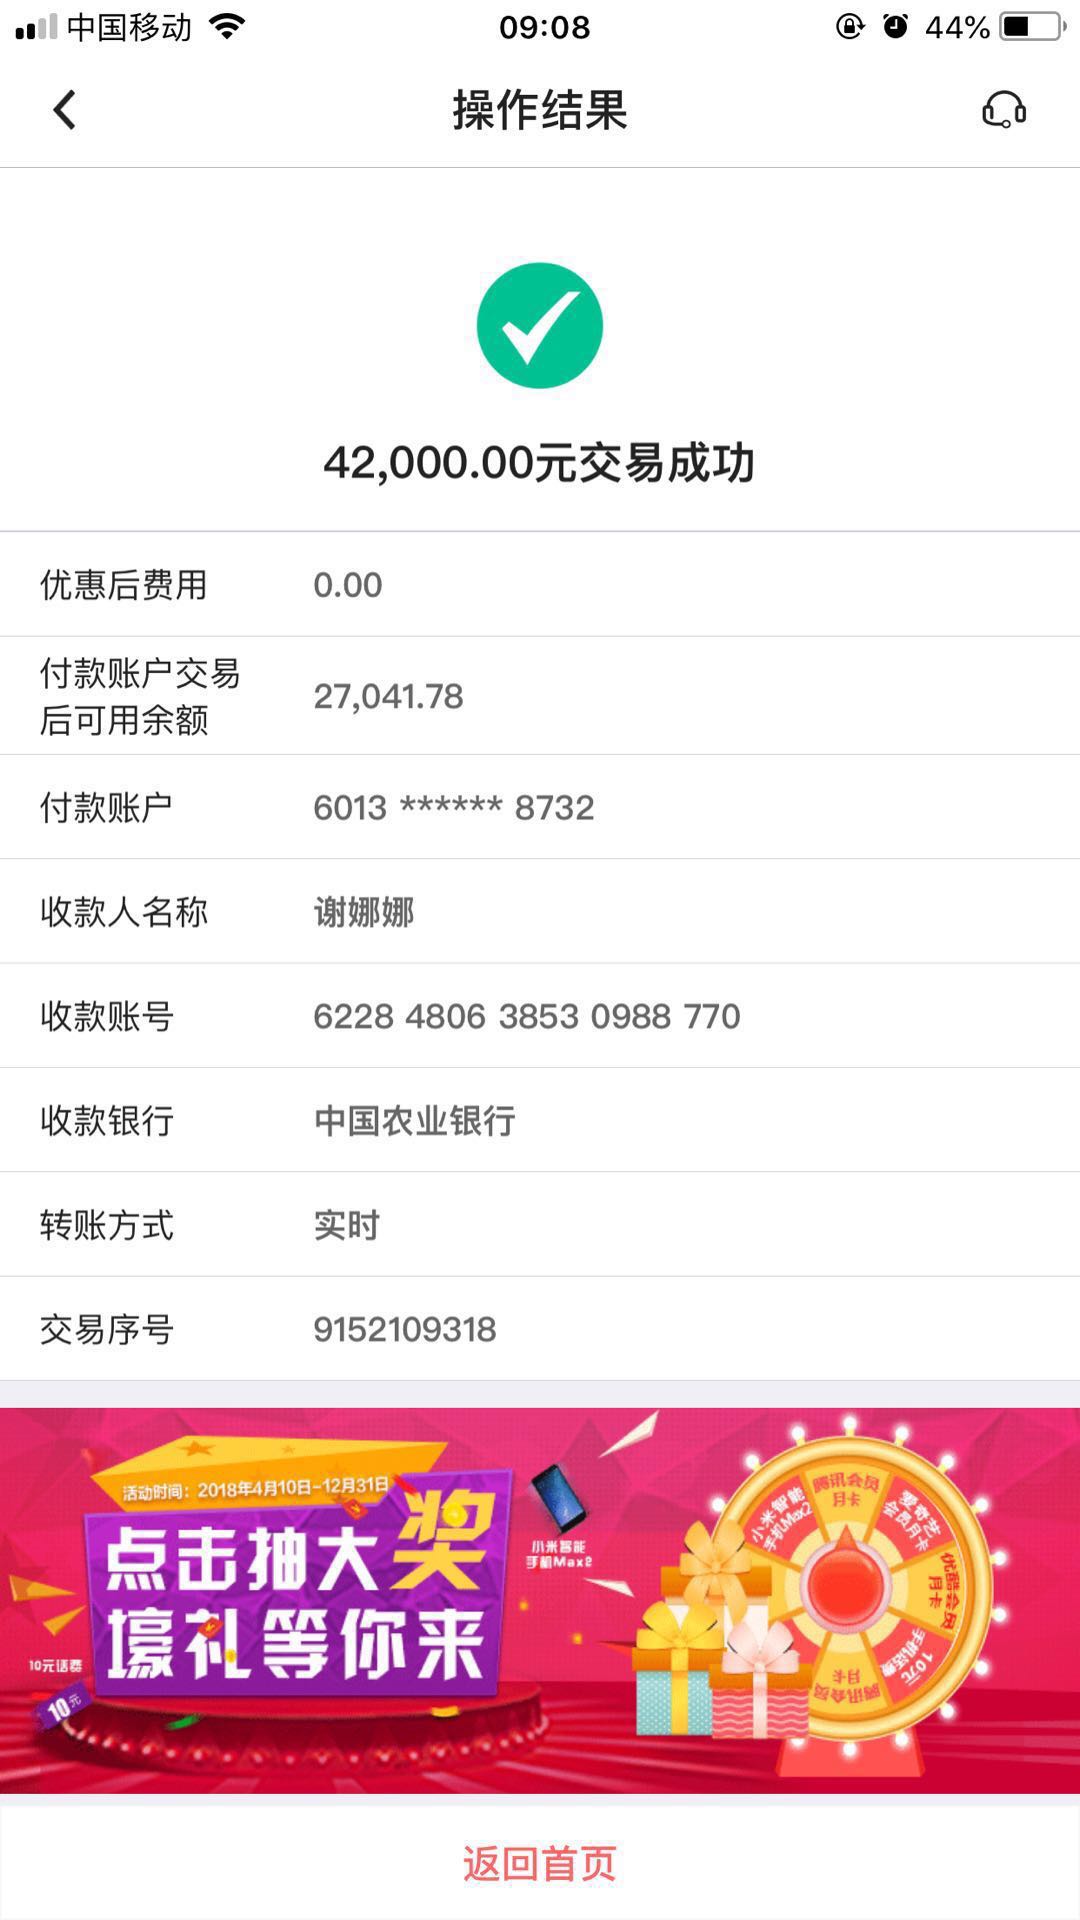 中国移动
09:08
44%
操作结果
42,000.00元交易成功
优惠后费用 0.00
付款账户交易
后可用余额
27,041.78
付款账户 6013 ****** 8732
收款人名称 谢娜娜
收款账号 6228 4806 3853 0988 770
收款银行 中国农业银行
转账方式 实时
交易序号 9152109318
活动时间：2018年4月10日-12月31日
点击抽大奖
壕礼等你来
小米智能
手机Max2
10元话费
10元
腾讯会员
月卡
爱奇艺
会员月卡
优酷会员
月卡
10元
手机话费
腾讯会员
月卡
小米智能
手机Max2
返回首页